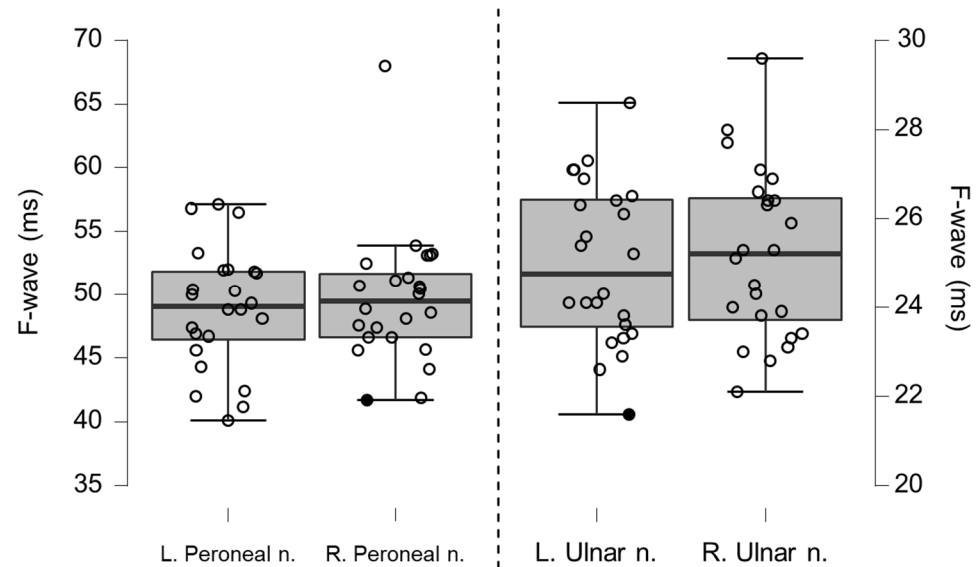 F-wave (ms)
70
65
60
55
50
45
40
35
30
28
26
24
22
20
F-wave (ms)
L. Peroneal n.
R. Peroneal n.
L. Ulnar n.
R. Ulnar n.